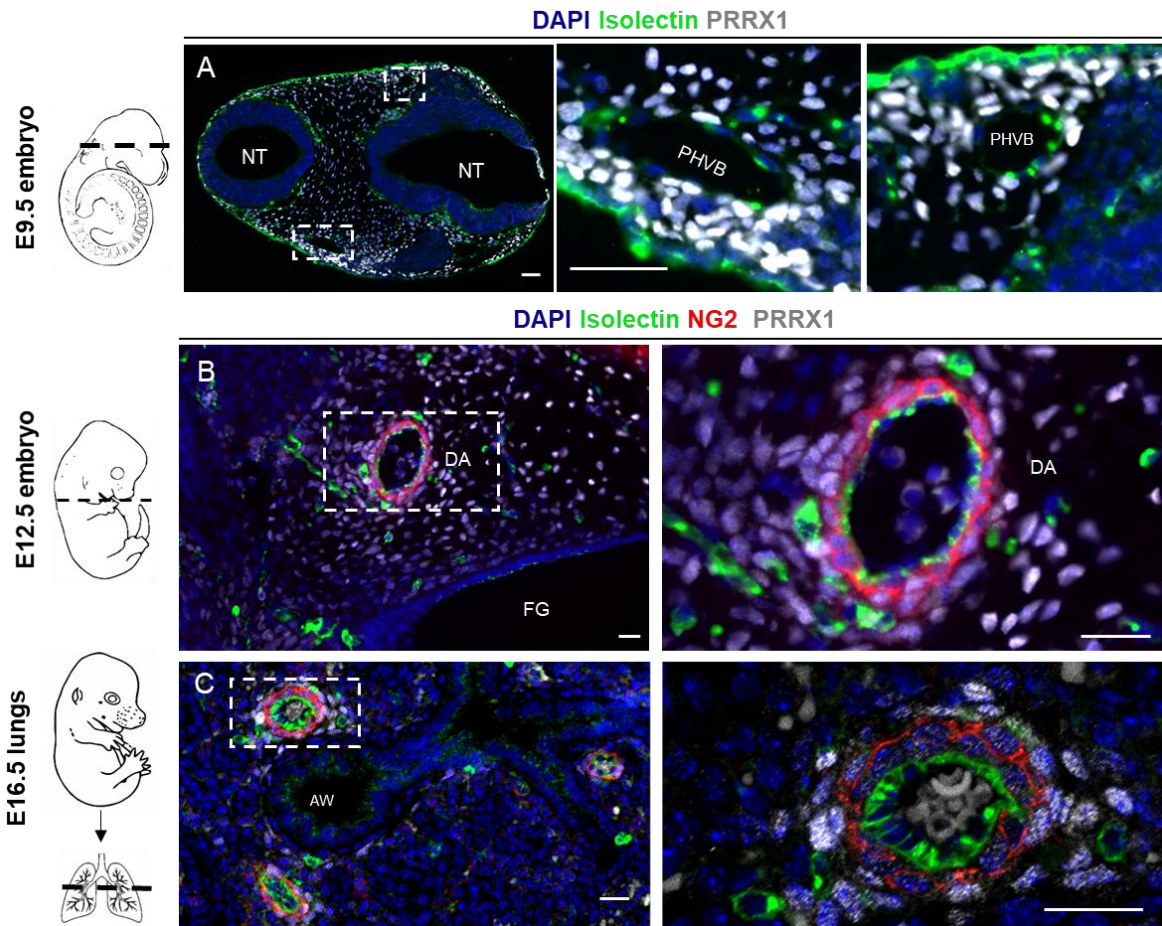 DAPI Isolectin PRRX1
E9.5 embryo
A
NT
NT
PHVB
PHVB
DAPI Isolectin NG2 PRRX1
E12.5 embryo
B
DA
FG
DA
E16.5 lungs
C
AW